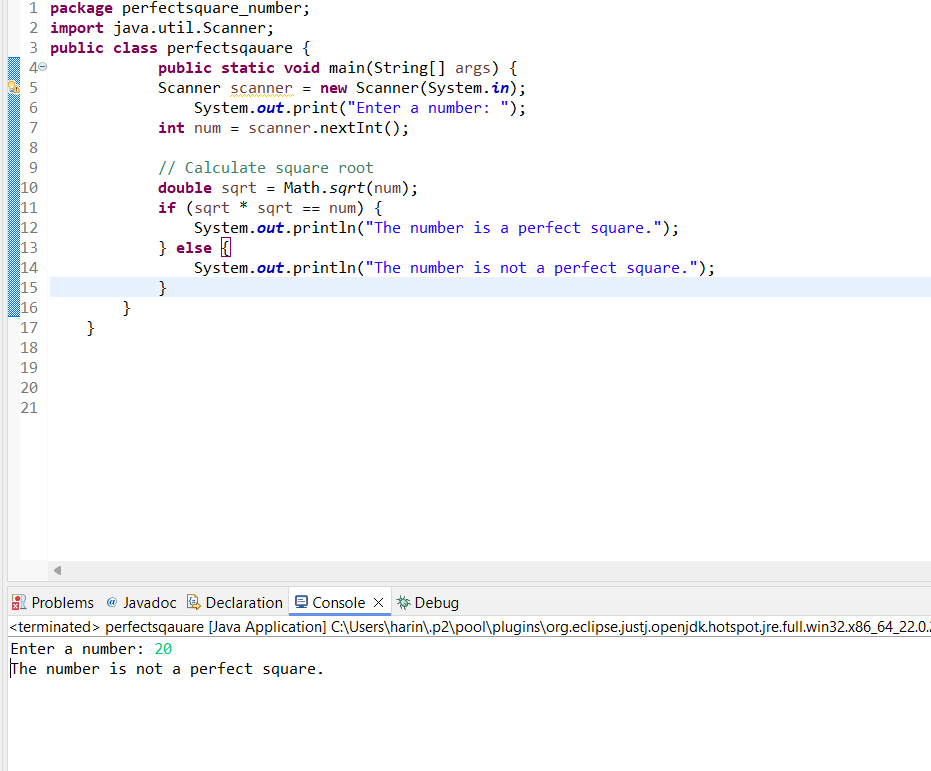 1 package perfectsquare_number;
2 import java.util.Scanner;
3 public class perfectsqauare {
4 public static void main(String[] args) {
5 Scanner scanner = new Scanner(System.in);
6 System.out.print("Enter a number: ");
7 int num = scanner.nextInt();
8
9 // Calculate square root
10 double sqrt = Math.sqrt(num);
11 if (sqrt * sqrt == num) {
12 System.out.println("The number is a perfect square.");
13 } else {
14 System.out.println("The number is not a perfect square.");
15 }
16 }
17 }
18
19
20
21
Problems @ Javadoc Declaration Console Debug
<terminated> perfectsqauare [Java Application] C:\Users\harin\.p2\pool\plugins\org.eclipse.justj.openjdk.hotspot.jre.full.win32.x86_64_22.0.
Enter a number: 20
The number is not a perfect square.